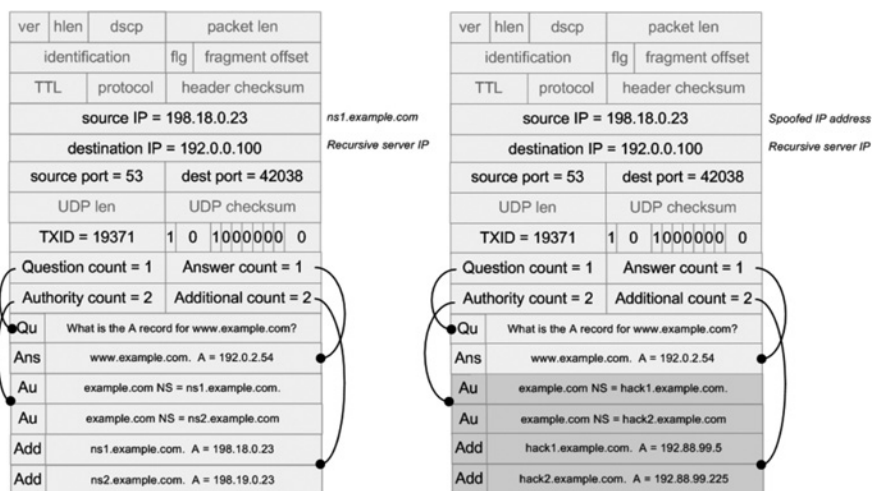 ver hlen dscp packet len
identification flg fragment offset
TTL protocol header checksum
source IP = 198.18.0.23 ns1.example.com
destination IP = 192.0.0.100 Recursive server IP
source port = 53 dest port = 42038
UDP len UDP checksum
TXID = 19371 1 0 1000000 0
Question count = 1 Answer count = 1
Authority count = 2 Additional count = 2
Qu What is the A record for www.example.com?
Ans www.example.com. A = 192.0.2.54
Au example.com NS = ns1.example.com.
Au example.com NS = ns2.example.com
Add ns1.example.com. A = 198.18.0.23
Add ns2.example.com. A = 198.19.0.23
ver hlen dscp packet len
identification flg fragment offset
TTL protocol header checksum
source IP = 198.18.0.23 Spoofed IP address
destination IP = 192.0.0.100 Recursive server IP
source port = 53 dest port = 42038
UDP len UDP checksum
TXID = 19371 1 0 1000000 0
Question count = 1 Answer count = 1
Authority count = 2 Additional count = 2
Qu What is the A record for www.example.com?
Ans www.example.com. A = 192.0.2.54
Au example.com NS = hack1.example.com.
Au example.com NS = hack2.example.com
Add hack1.example.com. A = 192.88.99.5
Add hack2.example.com. A = 192.88.99.225